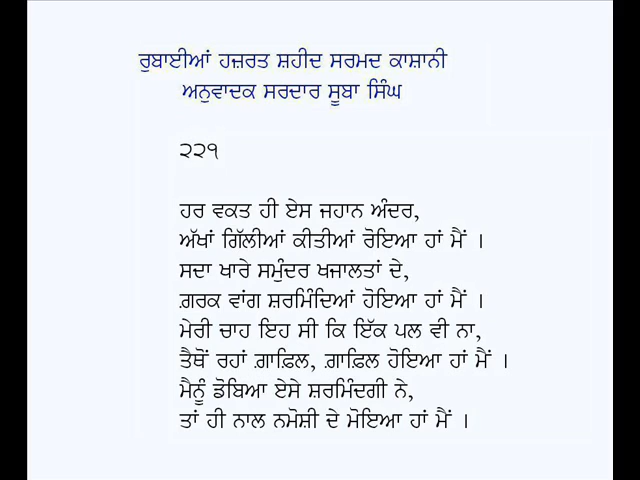 ਰੁਬਾਈਆਂ ਹਜ਼ਰਤ ਸ਼ਹੀਦ ਸਰਮਦ ਕਾਸ਼ਾਨੀ
ਅਨੁਵਾਦਕ ਸਰਦਾਰ ਸੂਬਾ ਸਿੰਘ
੨੨੧
ਹਰ ਵਕਤ ਹੀ ਏਸ ਜਹਾਨ ਅੰਦਰ,
ਅੱਖਾਂ ਗਿੱਲੀਆਂ ਕੀਤੀਆਂ ਰੋਇਆ ਹਾਂ ਮੈਂ ।
ਸਦਾ ਖਾਰੇ ਸਮੁੰਦਰ ਖਜਾਲਤਾਂ ਦੇ,
ਗ਼ਰਕ ਵਾਂਗ ਸ਼ਰਮਿੰਦਿਆਂ ਹੋਇਆ ਹਾਂ ਮੈਂ ।
ਮੇਰੀ ਚਾਹ ਇਹ ਸੀ ਕਿ ਇੱਕ ਪਲ ਵੀ ਨਾ,
ਤੈਥੋਂ ਰਹਾਂ ਗ਼ਾਫ਼ਿਲ, ਗ਼ਾਫ਼ਿਲ ਹੋਇਆ ਹਾਂ ਮੈਂ ।
ਮੈਨੂੰ ਡੋਬਿਆ ਏਸੇ ਸ਼ਰਮਿੰਦਗੀ ਨੇ,
ਤਾਂ ਹੀ ਨਾਲ ਨਮੋਸ਼ੀ ਦੇ ਮੋਇਆ ਹਾਂ ਮੈਂ ।